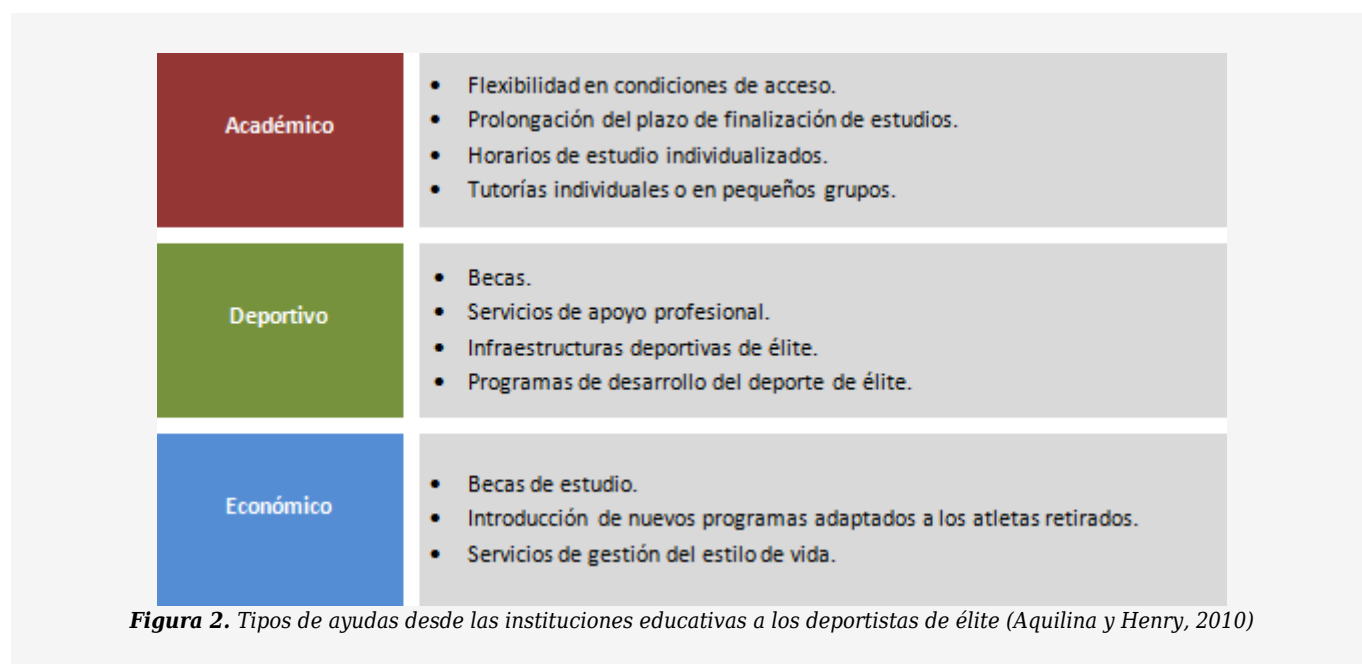 Académico
• Flexibilidad en condiciones de acceso.
• Prolongación del plazo de finalización de estudios.
• Horarios de estudio individualizados.
• Tutorías individuales o en pequeños grupos.
Deportivo
• Becas.
• Servicios de apoyo profesional.
• Infraestructuras deportivas de élite.
• Programas de desarrollo del deporte de élite.
Económico
• Becas de estudio.
• Introducción de nuevos programas adaptados a los atletas retirados.
• Servicios de gestión del estilo de vida.
Figura 2. Tipos de ayudas desde las instituciones educativas a los deportistas de élite (Aquilina y Henry, 2010)